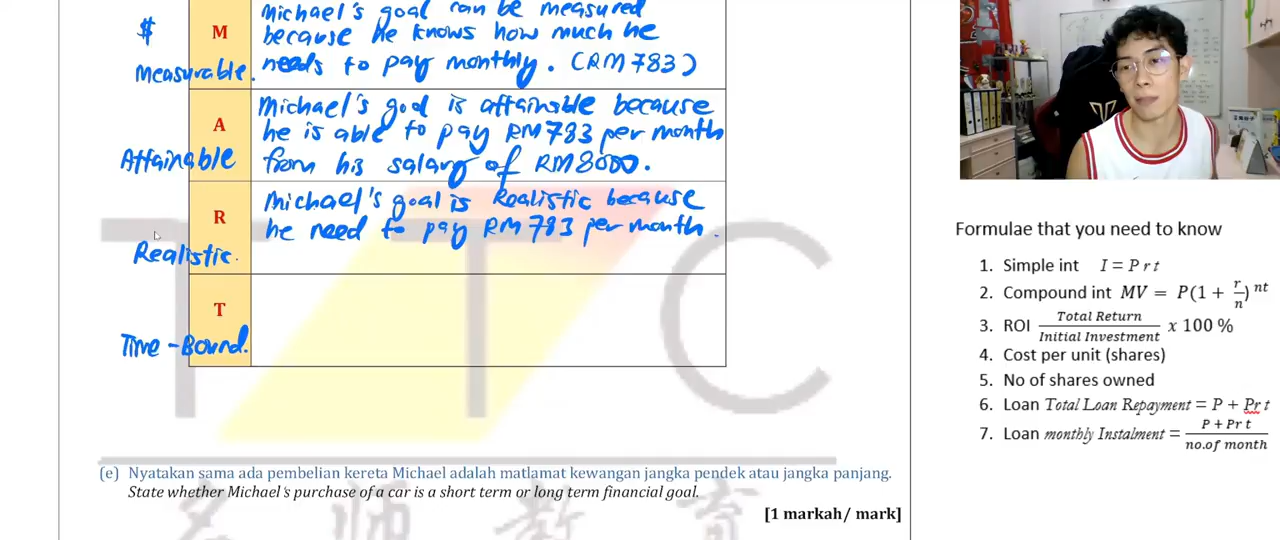 Michael's goal can be measured
$
M
because he knows how much he
Measurable.
needs to pay monthly. (RM783)
Michael's goal is attainable because
A
he is able to pay RM783 per month
Attainable
from his salary of RM8000.
Michael's goal is Realistic because
R
he need to pay RM783 per month.
Realistic.
T
Time-Bound.
TTC
名师教育
(e) Nyatakan sama ada pembelian kereta Michael adalah matlamat kewangan jangka pendek atau jangka panjang.
State whether Michael's purchase of a car is a short term or long term financial goal.
[1 markah/ mark]
Formulae that you need to know
1. Simple int I = P r t
2. Compound int MV = P(1 + r/n)^nt
3. ROI Total Return/Initial Investment x 100 %
4. Cost per unit (shares)
5. No of shares owned
6. Loan Total Loan Repayment = P + Pr t
7. Loan monthly Instalment = P + Pr t/no.of month